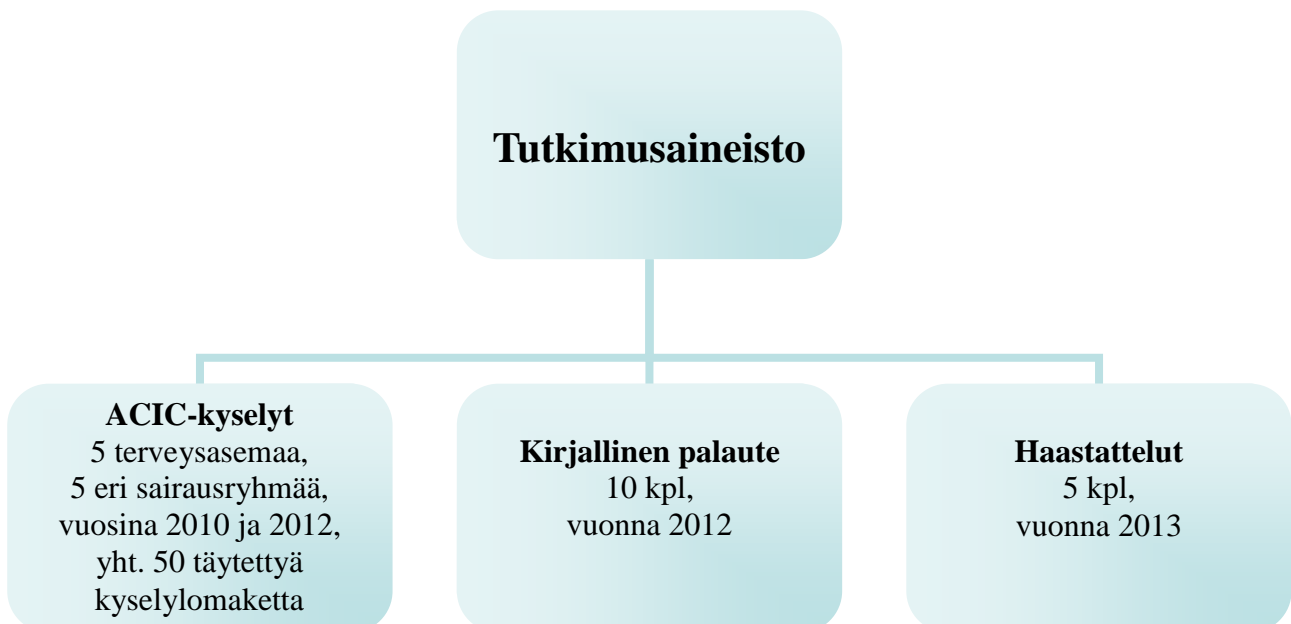 Tutkimusaineisto
ACIC-kyselyt
5 terveysasemaa,
5 eri sairausryhmää,
vuosina 2010 ja 2012,
yht. 50 täytettyä
kyselylomaketta
Kirjallinen palaute
10 kpl,
vuonna 2012
Haastattelut
5 kpl,
vuonna 2013